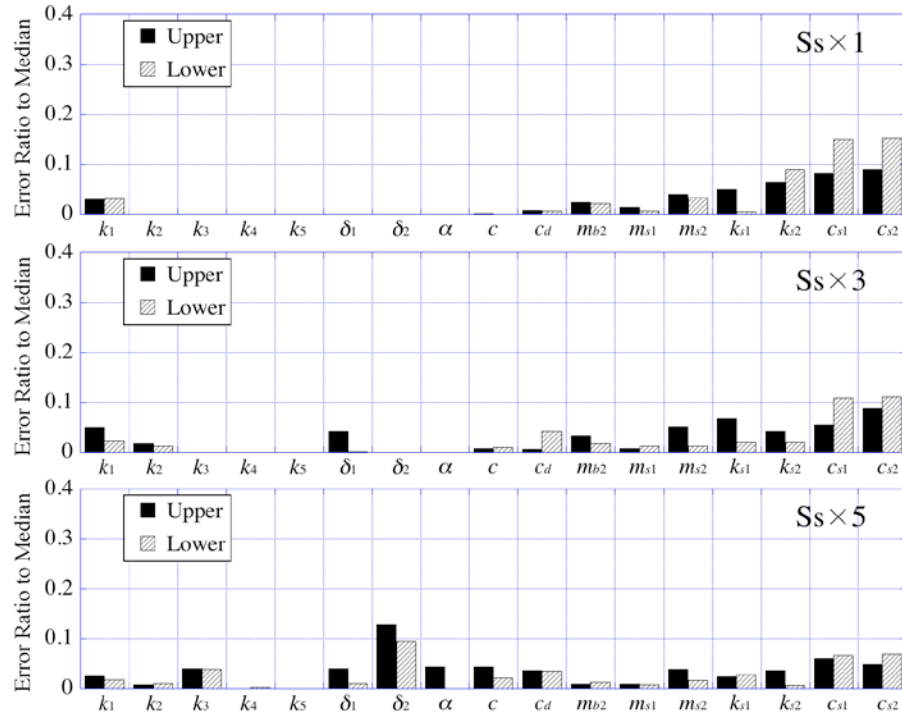 Error Ratio to Median
0.4
0.3
0.2
0.1
0
Upper
Lower
Ss×1
k1 k2 k3 k4 k5 δ1 δ2 α c cd mb2 ms1 ms2 ks1 ks2 cs1 cs2
Error Ratio to Median
0.4
0.3
0.2
0.1
0
Upper
Lower
Ss×3
k1 k2 k3 k4 k5 δ1 δ2 α c cd mb2 ms1 ms2 ks1 ks2 cs1 cs2
Error Ratio to Median
0.4
0.3
0.2
0.1
0
Upper
Lower
Ss×5
k1 k2 k3 k4 k5 δ1 δ2 α c cd mb2 ms1 ms2 ks1 ks2 cs1 cs2